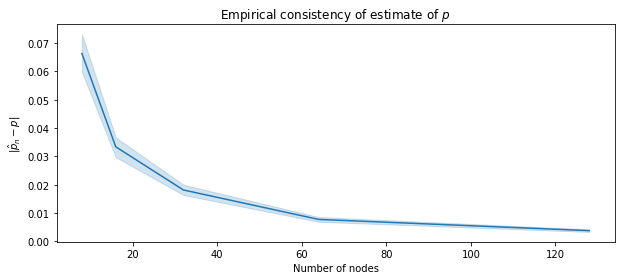 Empirical consistency of estimate of p
|p̂ₙ − p|
0.07
0.06
0.05
0.04
0.03
0.02
0.01
0.00
20 40 60 80 100 120
Number of nodes